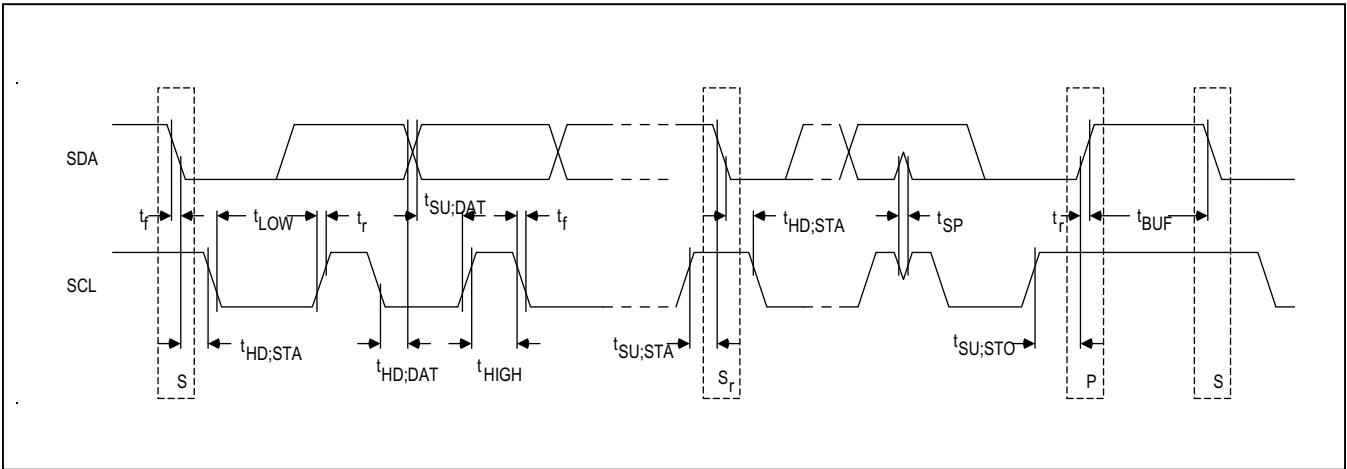 SDA
t_f t_LOW t_r t_SU;DAT t_f t_HD;STA t_SP t_r t_BUF
SCL
t_HD;STA t_HD;DAT t_HIGH t_SU;STA t_SU;STO
S S_r P S